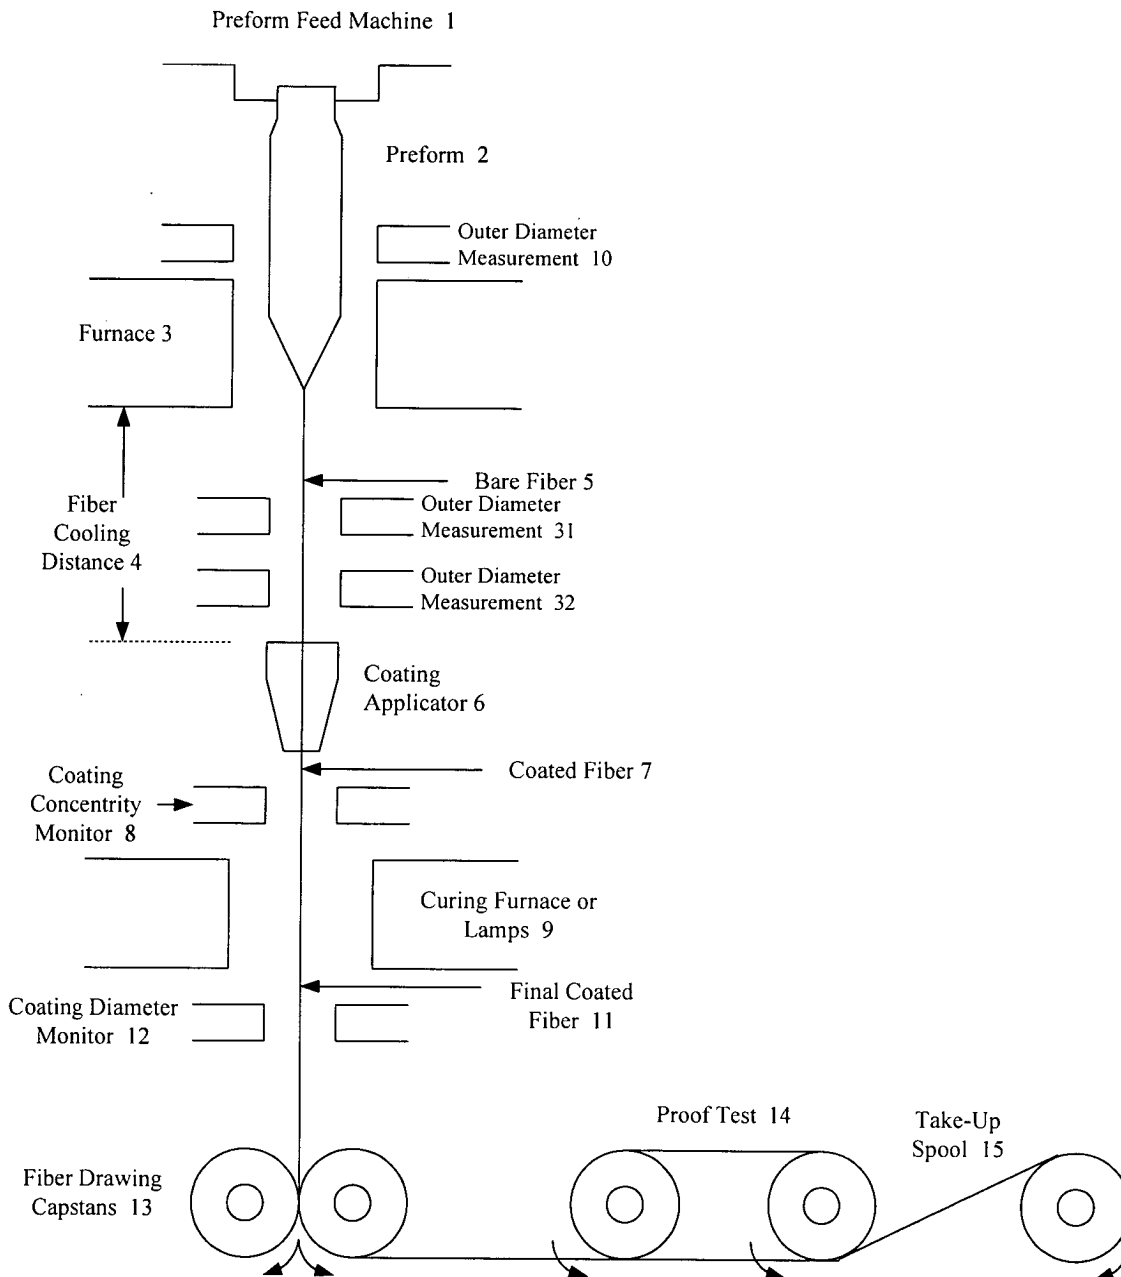 Preform Feed Machine 1
Preform 2
Outer Diameter
Measurement 10
Furnace 3
Bare Fiber 5
Fiber
Cooling
Distance 4
Outer Diameter
Measurement 31
Outer Diameter
Measurement 32
Coating
Applicator 6
Coated Fiber 7
Coating
Concentrity
Monitor 8
Curing Furnace or
Lamps 9
Final Coated
Fiber 11
Coating Diameter
Monitor 12
Proof Test 14
Take-Up
Spool 15
Fiber Drawing
Capstans 13